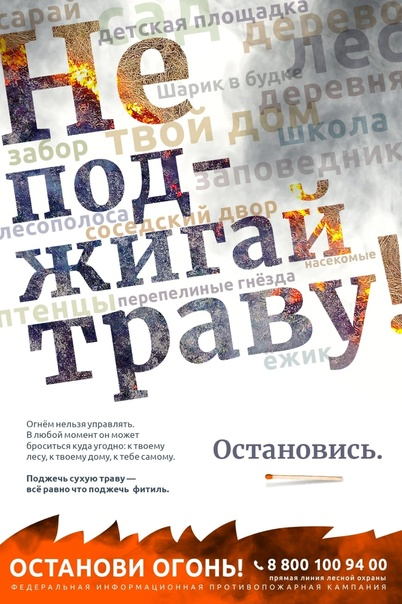 сарай
сад
детская площадка
дерево
лес
Не
Шарик в будке
деревня
твой дом
школа
забор
под-
заповедник
лесополоса
соседский двор
жигай
насекомые
птенцы
перепелиные гнёзда
траву!
ёжик
Огнём нельзя управлять.
В любой момент он может
броситься куда угодно: к твоему
лесу, к твоему дому, к тебе самому.
Поджечь сухую траву —
всё равно что поджечь фитиль.
Остановись.
ОСТАНОВИ ОГОНЬ!
8 800 100 94 00
прямая линия лесной охраны
ФЕДЕРАЛЬНАЯ ИНФОРМАЦИОННАЯ ПРОТИВОПОЖАРНАЯ КАМПАНИЯ